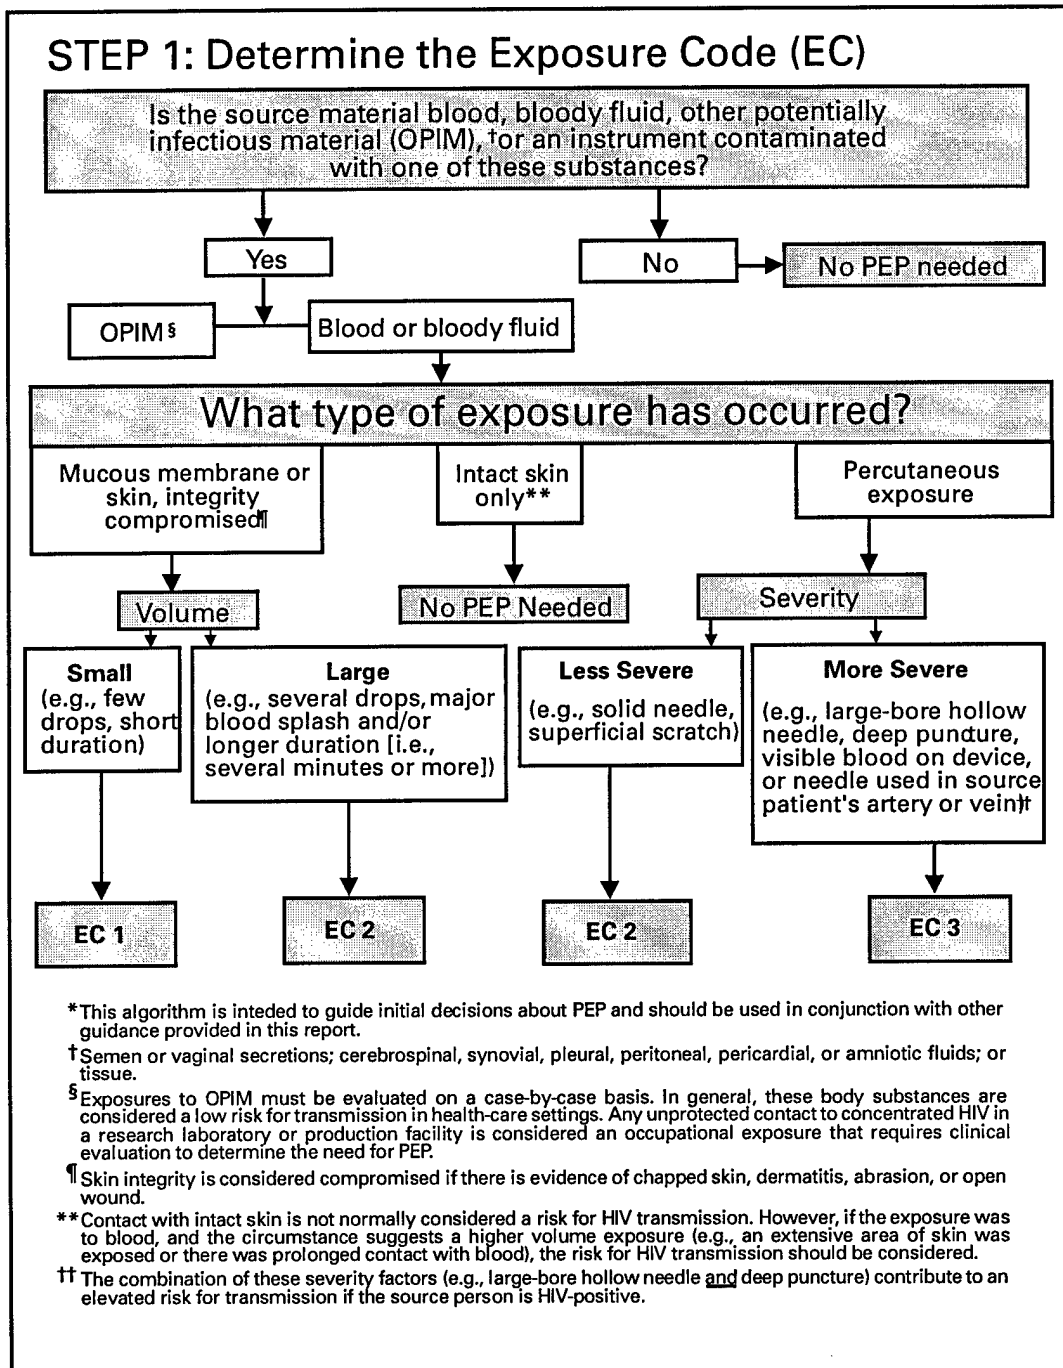 STEP 1: Determine the Exposure Code (EC)
Is the source material blood, bloody fluid, other potentially
infectious material (OPIM), †or an instrument contaminated
with one of these substances?
Yes
No
No PEP needed
OPIM§
Blood or bloody fluid
What type of exposure has occurred?
Mucous membrane or
skin, integrity
compromised¶
Intact skin
only**
Percutaneous
exposure
Volume
No PEP Needed
Severity
Small
(e.g., few
drops, short
duration)
Large
(e.g., several drops, major
blood splash and/or
longer duration [i.e.,
several minutes or more])
Less Severe
(e.g., solid needle,
superficial scratch)
More Severe
(e.g., large-bore hollow
needle, deep puncture,
visible blood on device,
or needle used in source
patient's artery or vein)††
EC 1
EC 2
EC 2
EC 3
*This algorithm is inteded to guide initial decisions about PEP and should be used in conjunction with other
guidance provided in this report.
†Semen or vaginal secretions; cerebrospinal, synovial, pleural, peritoneal, pericardial, or amniotic fluids; or
tissue.
§Exposures to OPIM must be evaluated on a case-by-case basis. In general, these body substances are
considered a low risk for transmission in health-care settings. Any unprotected contact to concentrated HIV in
a research laboratory or production facility is considered an occupational exposure that requires clinical
evaluation to determine the need for PEP.
¶Skin integrity is considered compromised if there is evidence of chapped skin, dermatitis, abrasion, or open
wound.
**Contact with intact skin is not normally considered a risk for HIV transmission. However, if the exposure was
to blood, and the circumstance suggests a higher volume exposure (e.g., an extensive area of skin was
exposed or there was prolonged contact with blood), the risk for HIV transmission should be considered.
†† The combination of these severity factors (e.g., large-bore hollow needle and deep puncture) contribute to an
elevated risk for transmission if the source person is HIV-positive.